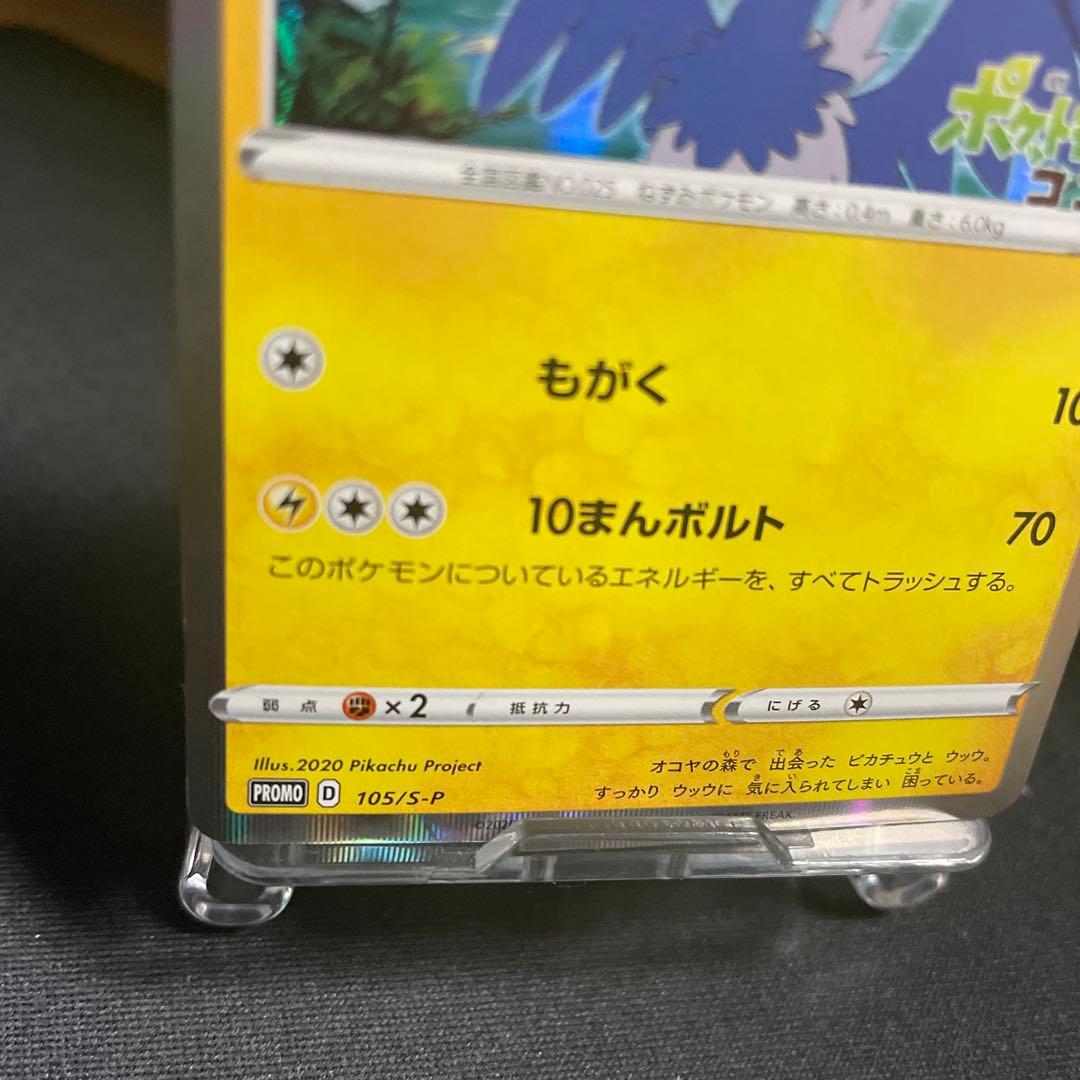 ポケット
コ
全国図鑑NO.025 ねずみポケモン 高さ:0.4m 重さ:6.0kg
もがく 10
10まんボルト 70
このポケモンについているエネルギーを、すべてトラッシュする。
弱点 ×2 抵抗力 にげる
Illus.2020 Pikachu Project
PROMO D 105/S-P
オコヤの森で 出会った ピカチュウと ウッウ。
すっかり ウッウに 気に入られてしまい 困っている。
©202 FREAK.